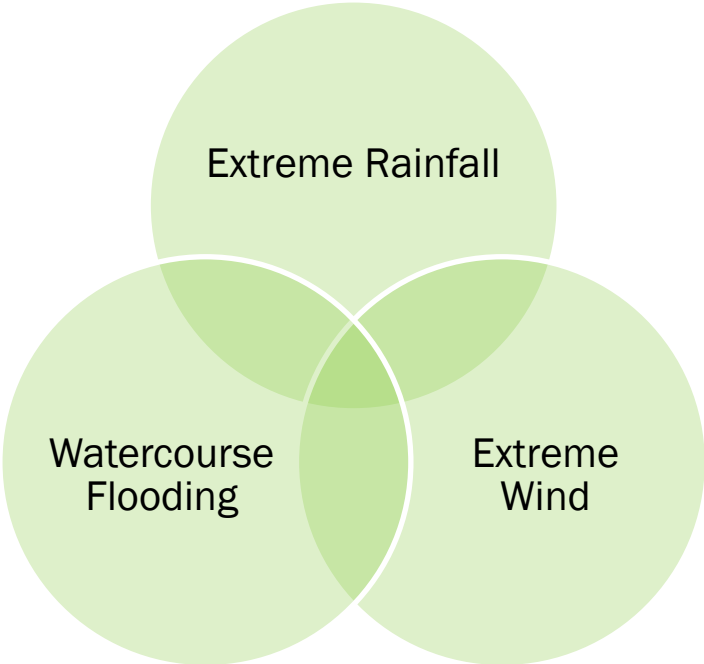 Extreme Rainfall
Watercourse
Flooding
Extreme
Wind